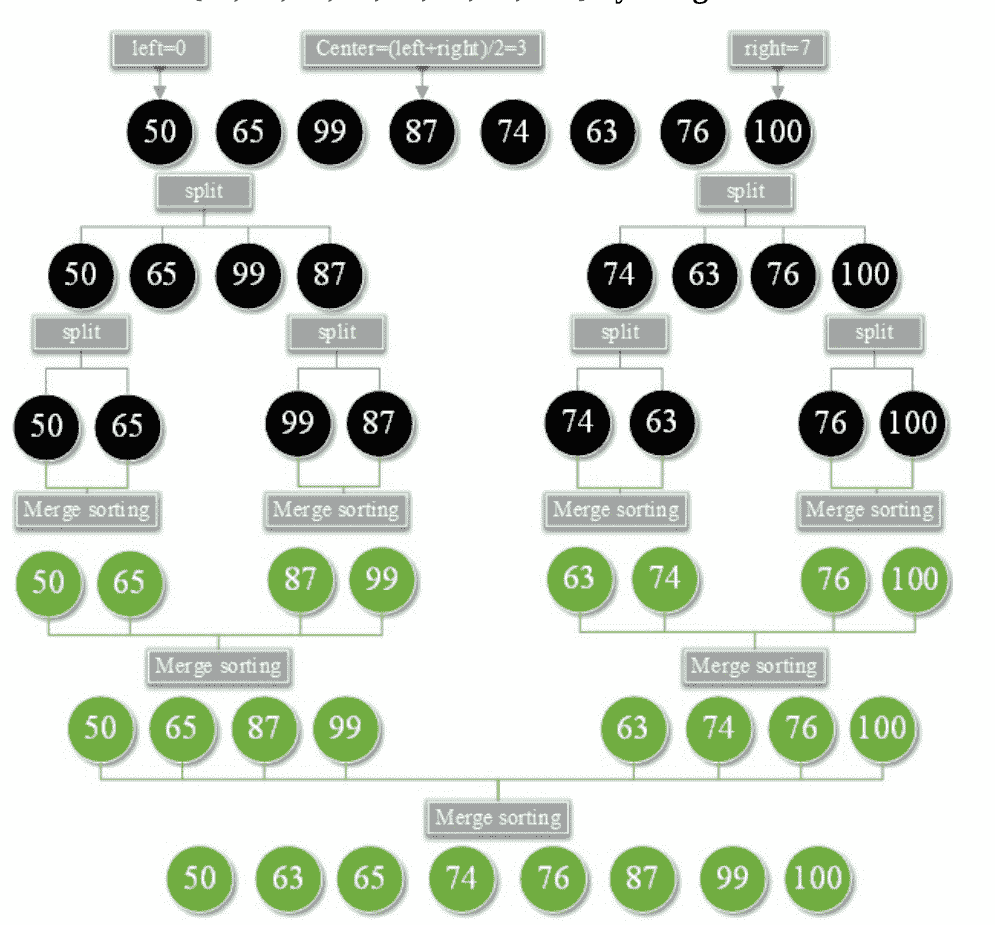 left=0 Center=(left+right)/2=3 right=7
50 65 99 87 74 63 76 100
split split
50 65 99 87 74 63 76 100
split split split split
50 65 99 87 74 63 76 100
Merge sorting Merge sorting Merge sorting Merge sorting
50 65 87 99 63 74 76 100
Merge sorting Merge sorting
50 65 87 99 63 74 76 100
Merge sorting
50 63 65 74 76 87 99 100